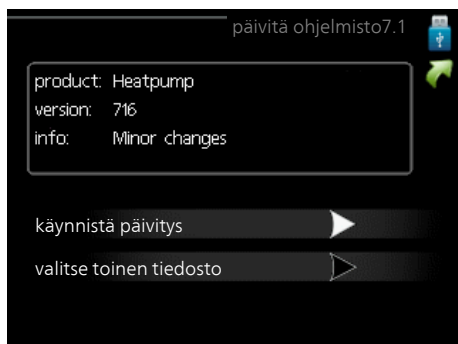 päivitä ohjelmisto7.1
product: Heatpump
version: 716
info: Minor changes
käynnistä päivitys
valitse toinen tiedosto